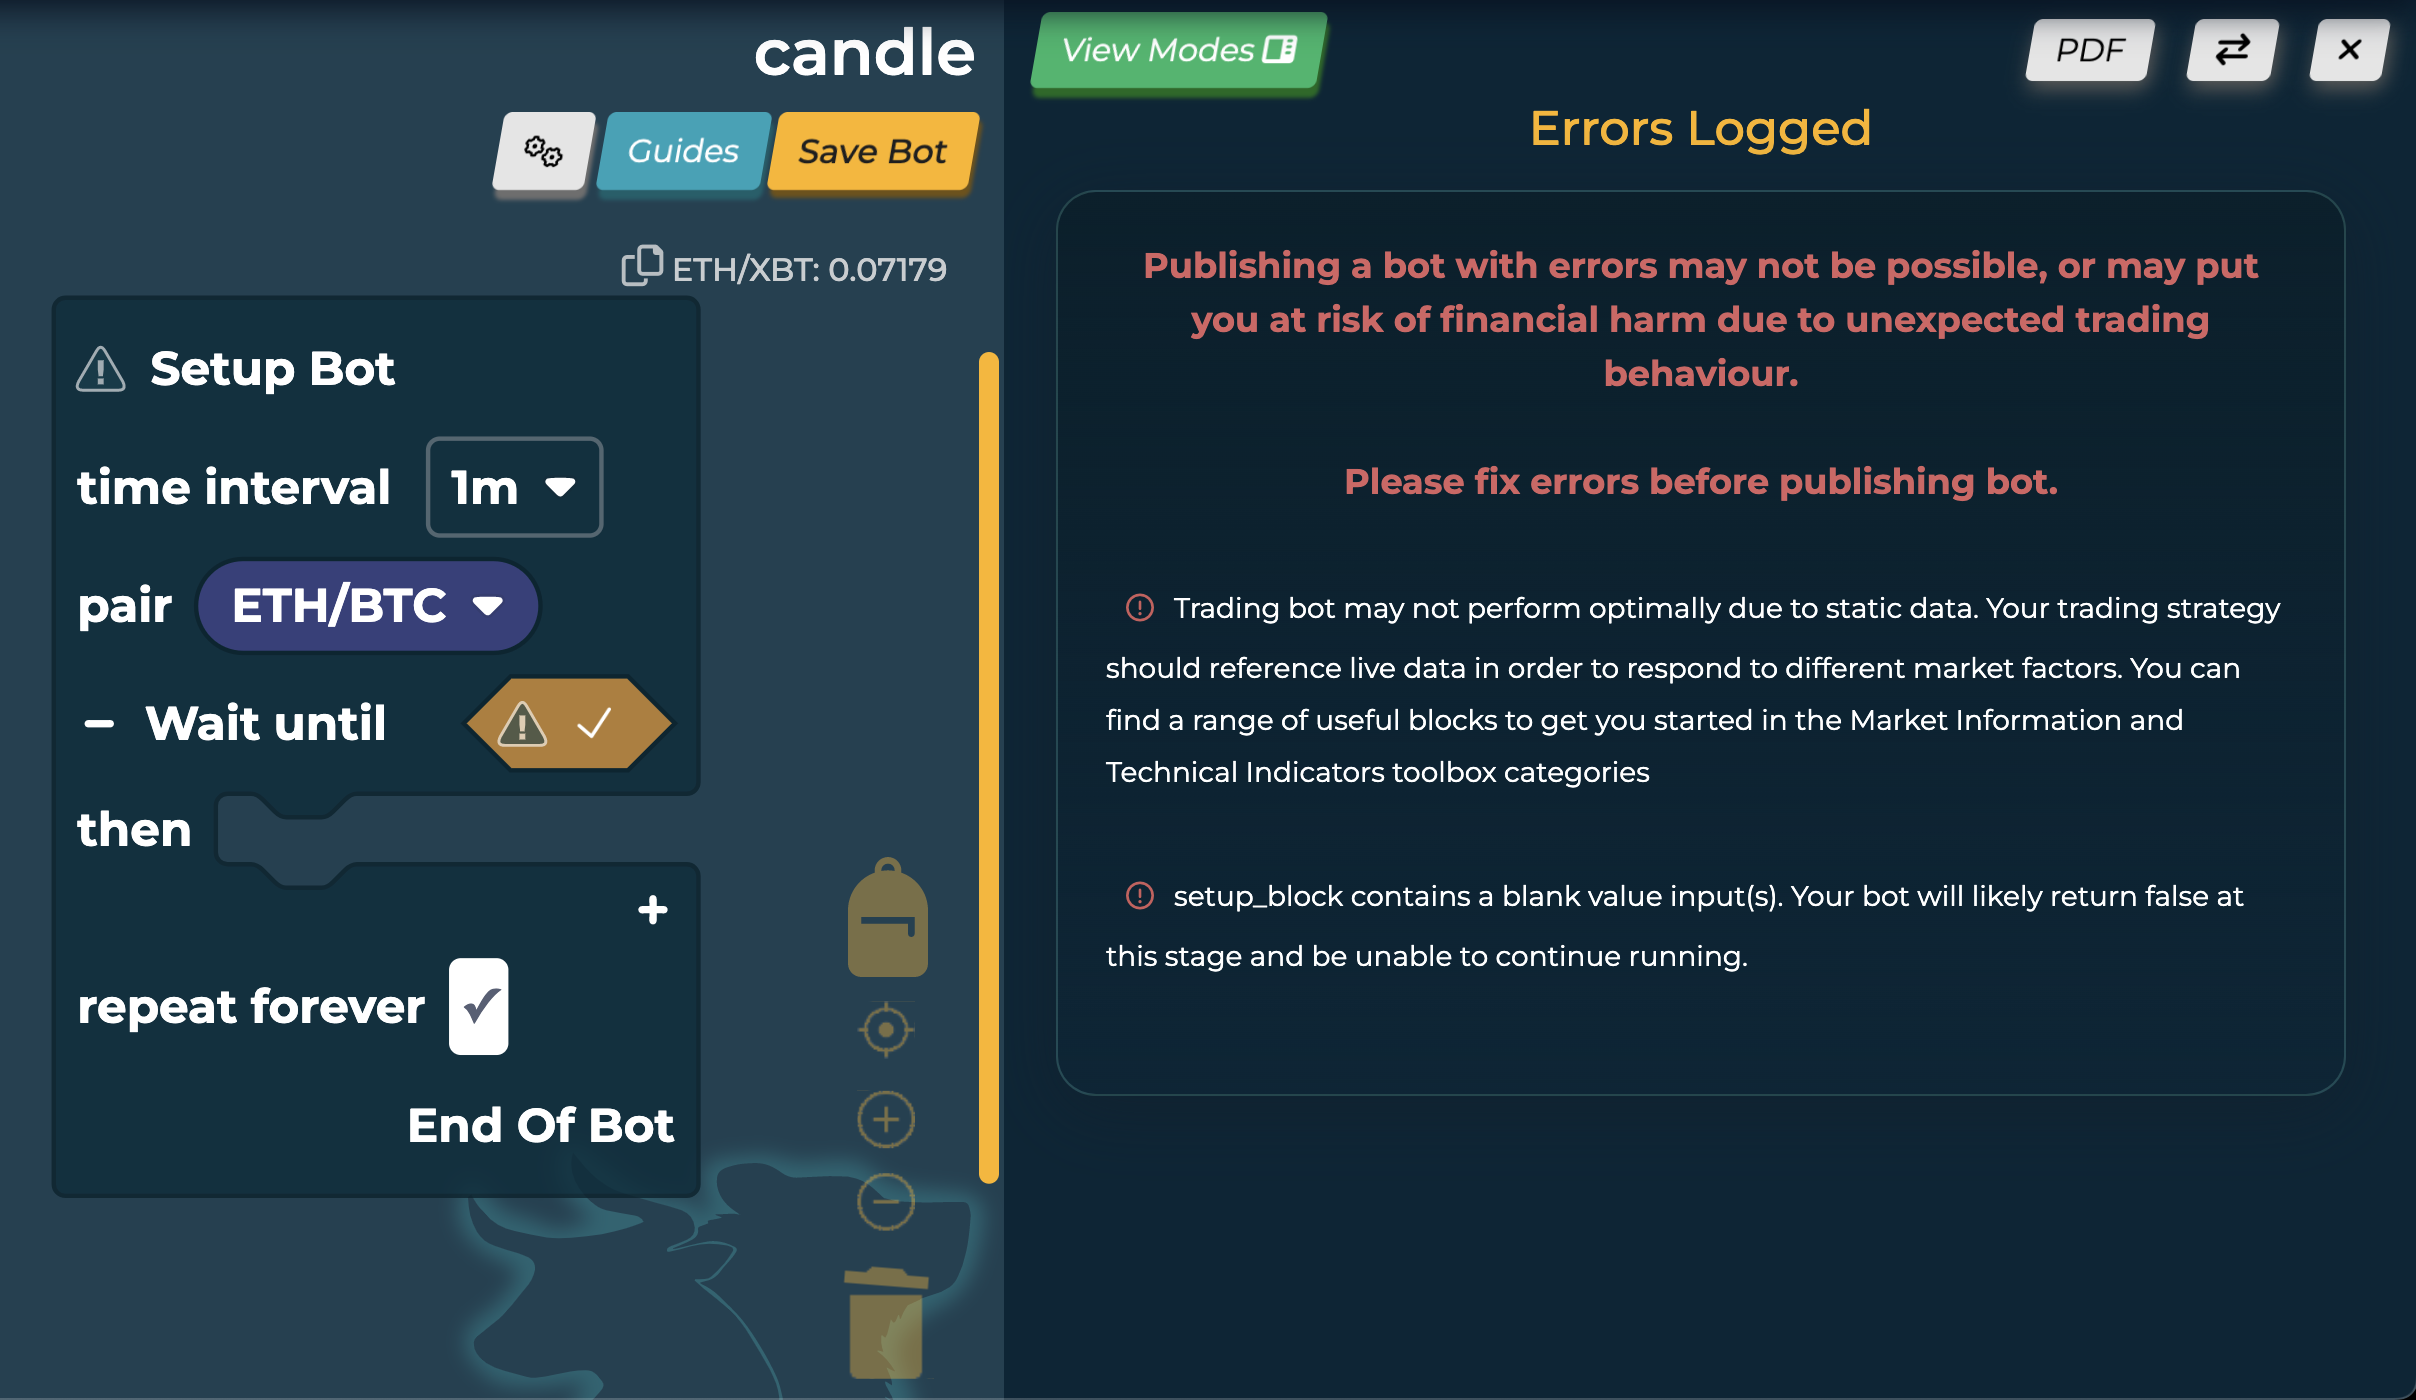 candle
Guides
Save Bot
ETH/XBT: 0.07179
Setup Bot
time interval 1m
pair ETH/BTC
Wait until
then
+
repeat forever
End Of Bot
View Modes
PDF
Errors Logged
Publishing a bot with errors may not be possible, or may put
you at risk of financial harm due to unexpected trading
behaviour.
Please fix errors before publishing bot.
Trading bot may not perform optimally due to static data. Your trading strategy
should reference live data in order to respond to different market factors. You can
find a range of useful blocks to get you started in the Market Information and
Technical Indicators toolbox categories
setup_block contains a blank value input(s). Your bot will likely return false at
this stage and be unable to continue running.